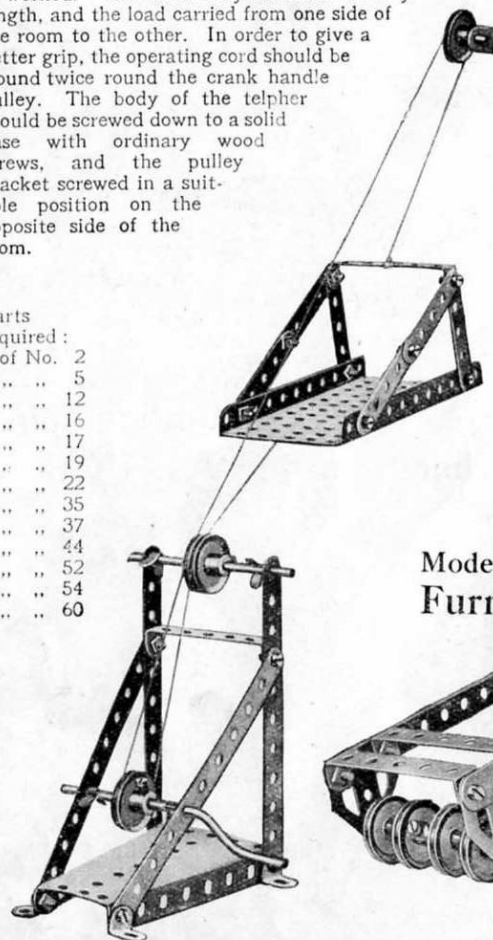 ngth, and the load carried from one side of
e room to the other. In order to give a
etter grip, the operating cord should be
ound twice round the crank handle
ulley. The body of the telpher
ould be screwed down to a solid
ase with ordinary wood
rews, and the pulley
acket screwed in a suit-
ble position on the
pposite side of the
om.
arts
quired :
of No. 2
,, ,, 5
,, ,, 12
,, ,, 16
,, ,, 17
,, ,, 19
,, ,, 22
,, ,, 35
,, ,, 37
,, ,, 44
,, ,, 52
,, ,, 54
,, ,, 60
Mode
Furn